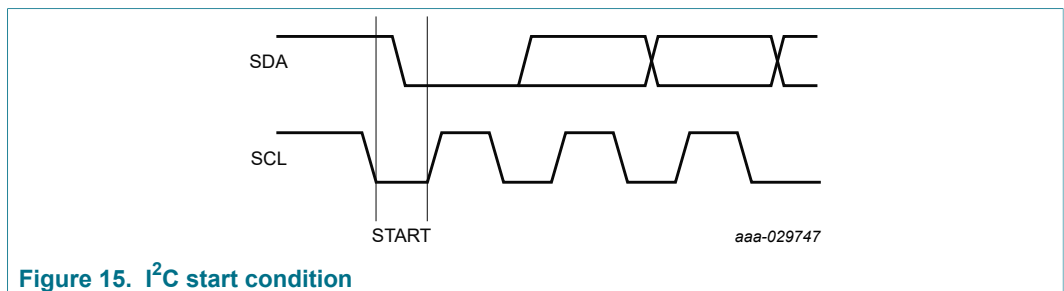 SDA
SCL
START
aaa-029747
Figure 15. I²C start condition